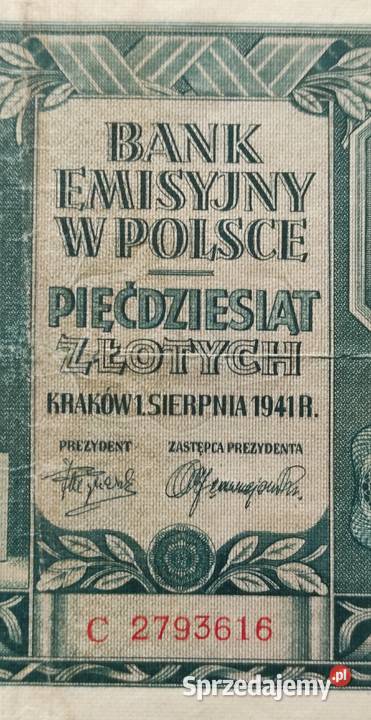 BANK
EMISYJNY
W POLSCE
PIĘĆDZIESIĄT
ZŁOTYCH
KRAKÓW 1. SIERPNIA 1941 R.
PREZYDENT ZASTĘPCA PREZYDENTA
C 2793616
Sprzedajemy.pl